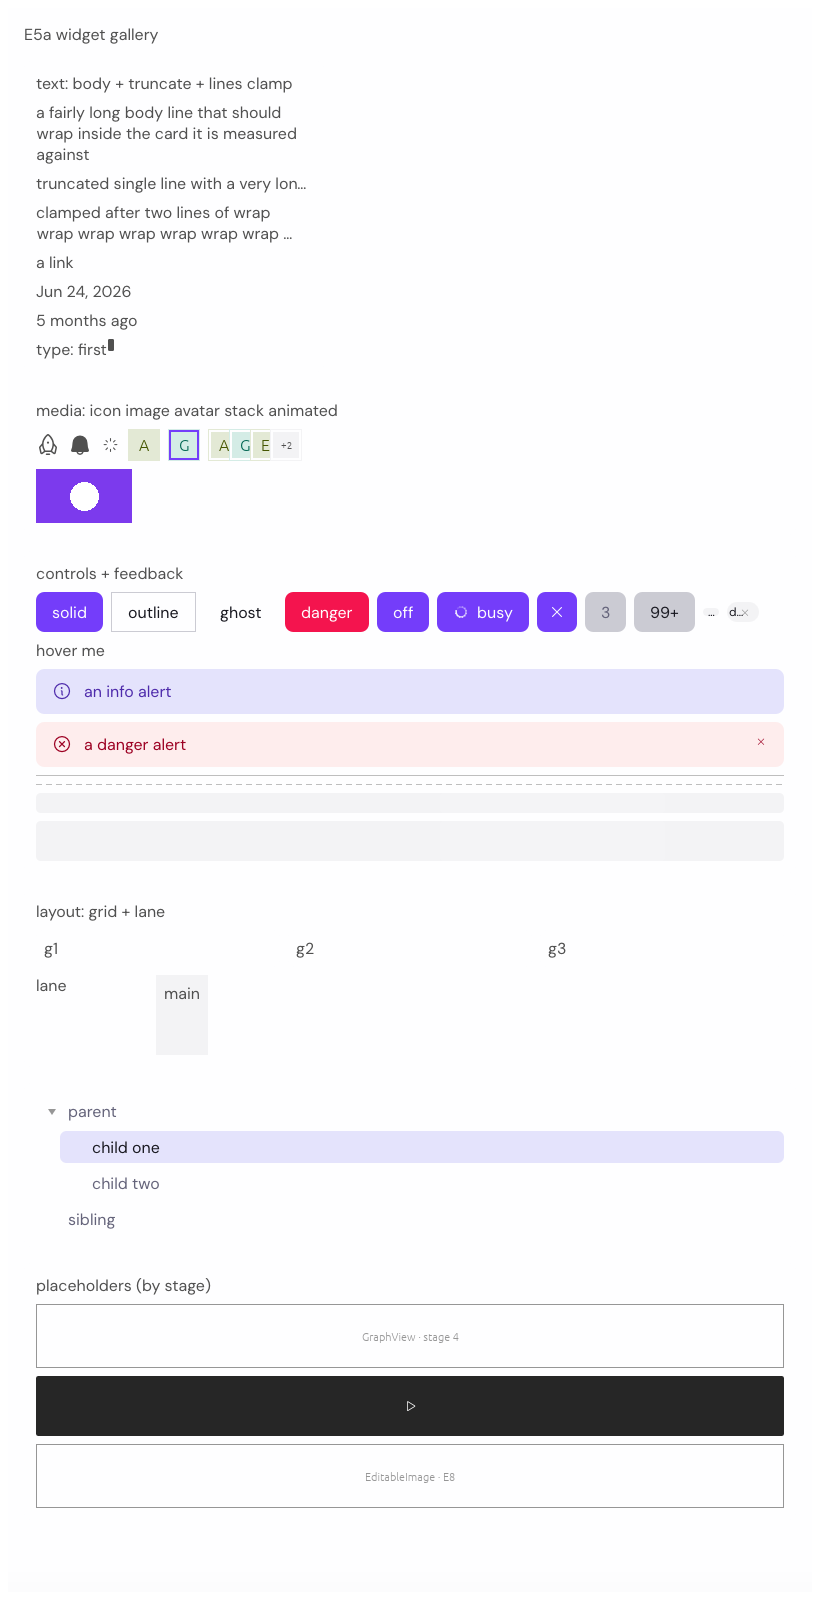 E5a widget gallery
text: body + truncate + lines clamp
a fairly long body line that should
wrap inside the card it is measured
against
truncated single line with a very lon…
clamped after two lines of wrap
wrap wrap wrap wrap wrap wrap …
a link
Jun 24, 2026
5 months ago
type: first
media: icon image avatar stack animated
A G A G E +2
controls + feedback
solid outline ghost danger off busy 3 99+ … d…
hover me
an info alert
a danger alert
layout: grid + lane
g1 g2 g3
lane main
parent
child one
child two
sibling
placeholders (by stage)
GraphView · stage 4
EditableImage · E8